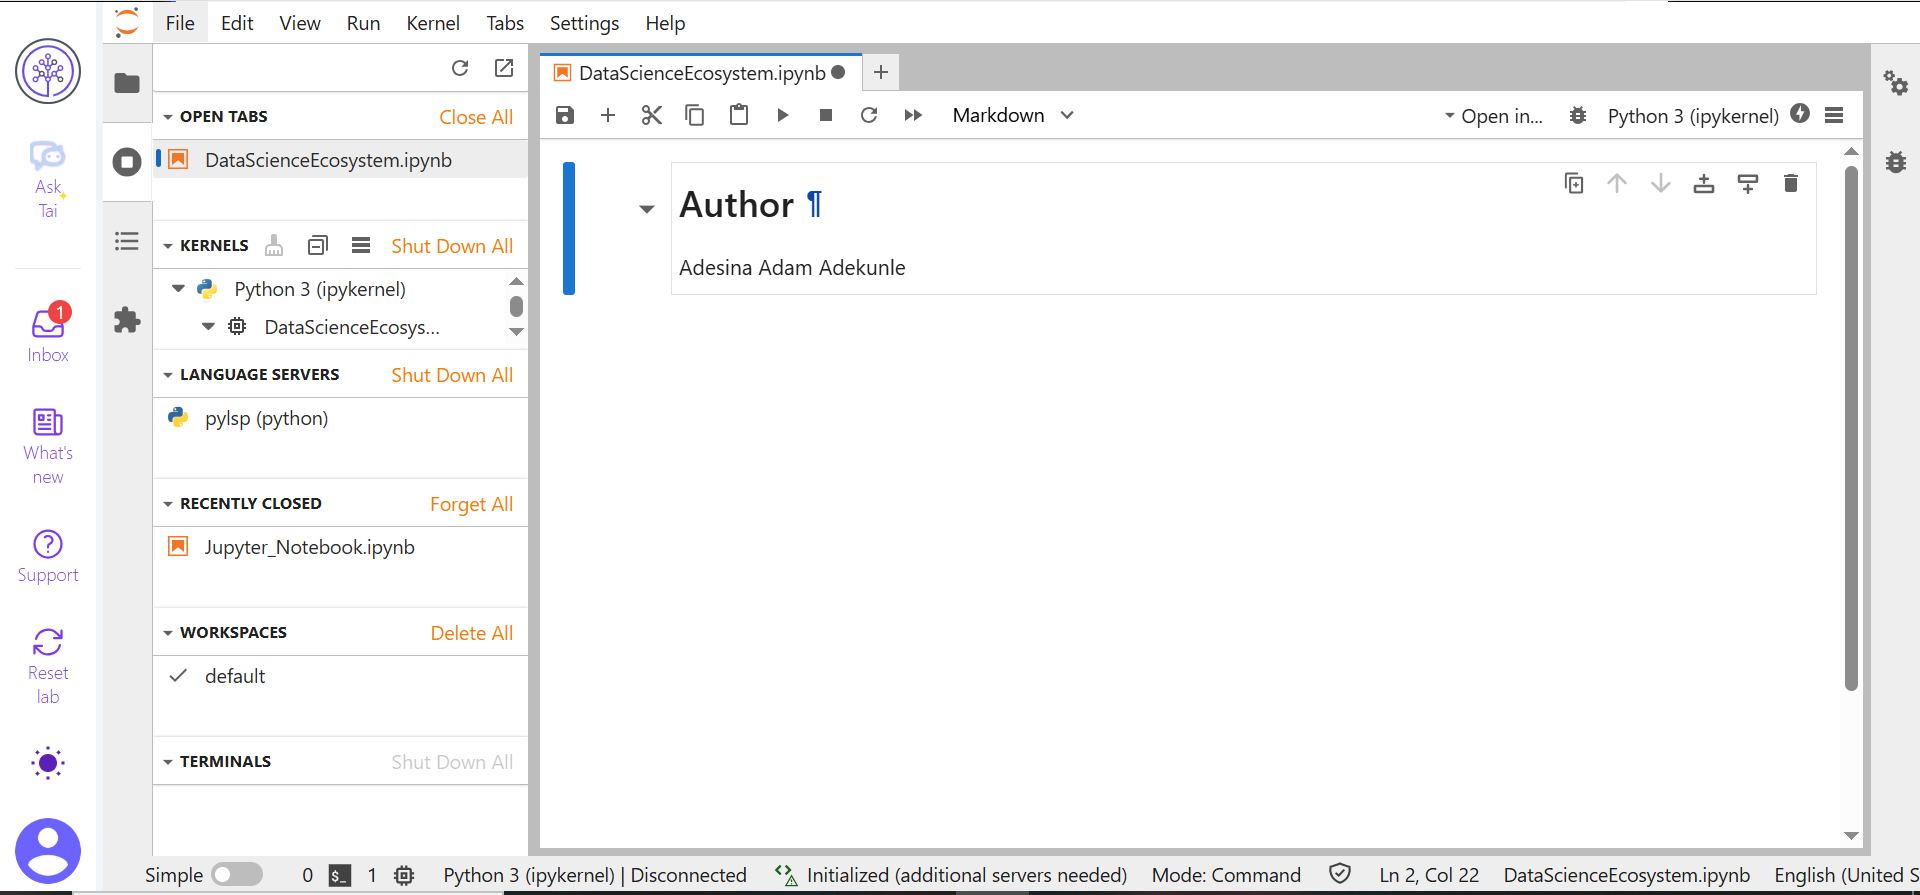 File Edit View Run Kernel Tabs Settings Help
Ask
Tai
1
Inbox
What's
new
Support
Reset
lab
OPEN TABS Close All
DataScienceEcosystem.ipynb
KERNELS Shut Down All
Python 3 (ipykernel)
DataScienceEcosys...
LANGUAGE SERVERS Shut Down All
pylsp (python)
RECENTLY CLOSED Forget All
Jupyter_Notebook.ipynb
WORKSPACES Delete All
default
TERMINALS Shut Down All
DataScienceEcosystem.ipynb
Markdown Open in... Python 3 (ipykernel)
Author ¶
Adesina Adam Adekunle
Simple 0 $_ 1 Python 3 (ipykernel) | Disconnected Initialized (additional servers needed) Mode: Command Ln 2, Col 22 DataScienceEcosystem.ipynb English (United S